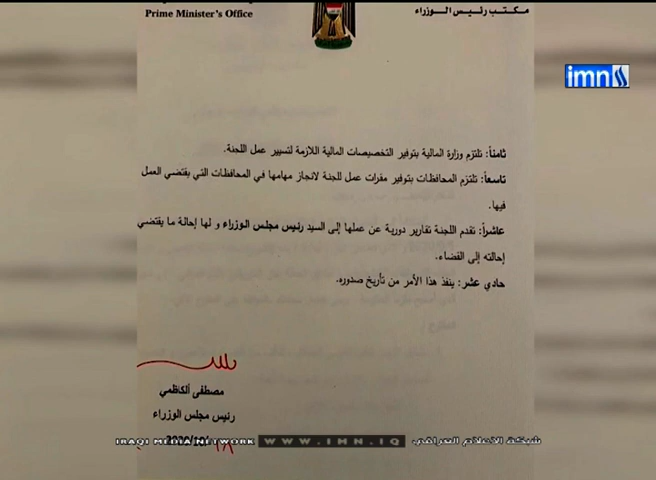 مكتب رئيس الوزراء
Prime Minister's Office
imn
ثامناً: تلتزم وزارة المالية بتوفير التخصيصات المالية اللازمة لتسيير عمل اللجنة.
تاسعاً: تلتزم المحافظات بتوفير مقرات عمل للجنة لانجاز مهامها في المحافظات التي يقتضي العمل
فيها.
عاشراً: تقدم اللجنة تقارير دورية عن عملها إلى السيد رئيس مجلس الوزراء و لها إحالة ما يقتضي
إحالته إلى القضاء.
حادي عشر: ينفذ هذا الأمر من تأريخ صدوره.
مصطفى ألكاظمي
رئيس مجلس الوزراء
IRAQI MEDIA NETWORK WWW.IMN.IQ شبكة الاعلام العراقي